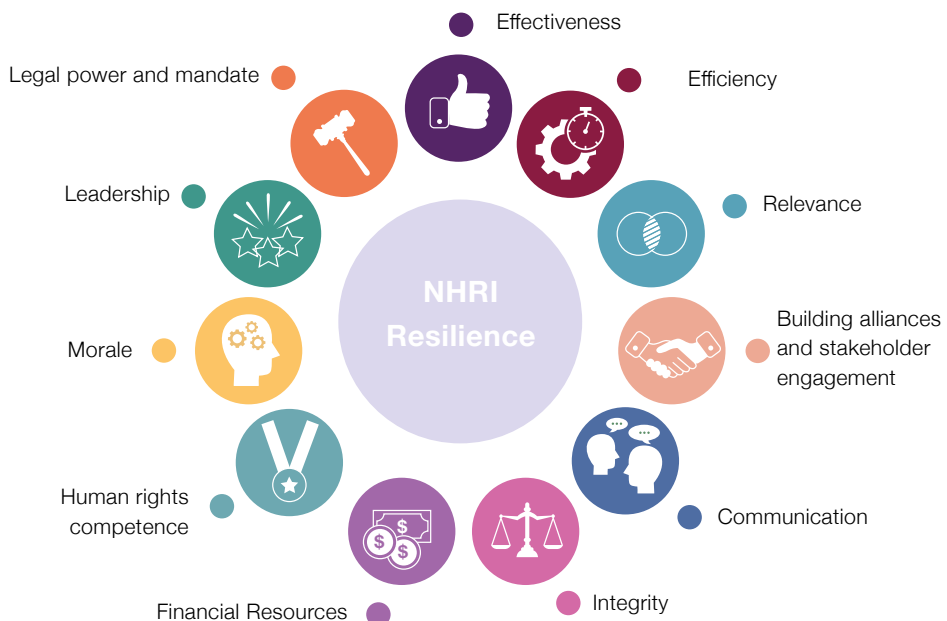 Effectiveness
Legal power and mandate
Efficiency
Leadership
Relevance
NHRI
Resilience
Building alliances
and stakeholder
engagement
Morale
Human rights
competence
Communication
Financial Resources
Integrity
$
$
$